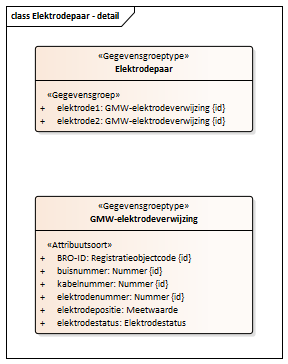 class Elektrodepaar - detail
«Gegevensgroeptype»
Elektrodepaar
«Gegevensgroep»
+ elektrode1: GMW-elektrodeverwijzing {id}
+ elektrode2: GMW-elektrodeverwijzing {id}
«Gegevensgroeptype»
GMW-elektrodeverwijzing
«Attribuutsoort»
+ BRO-ID: Registratieobjectcode {id}
+ buisnummer: Nummer {id}
+ kabelnummer: Nummer {id}
+ elektrodenummer: Nummer {id}
+ elektrodepositie: Meetwaarde
+ elektrodestatus: Elektrodestatus